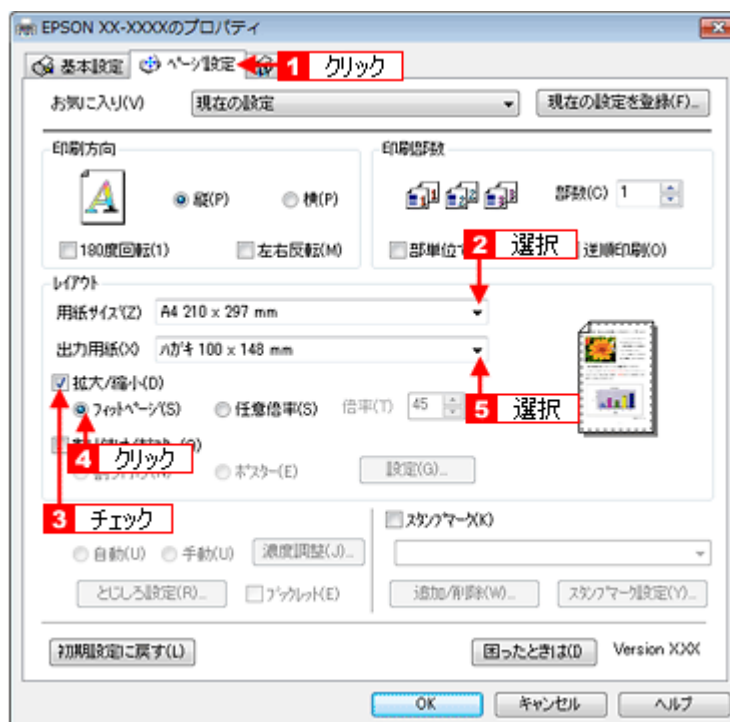 EPSON XX-XXXXのプロパティ
基本設定 ページ設定 1 クリック
お気に入り(V) 現在の設定 現在の設定を登録(F)...
印刷方向 印刷部数
縦(P) 横(P) 部数(C) 1
180度回転(1) 左右反転(M) 部単位で 2 選択 逆順印刷(O)
レイアウト
用紙サイズ(Z) A4 210 x 297 mm
出力用紙(X) ハガキ 100 x 148 mm
拡大/縮小(D)
フィットページ(S) 任意倍率(S) 倍率(T) 45 5 選択
4 クリック
ポスター(E) 設定(G)...
3 チェック スタンプマーク(K)
自動(U) 手動(U) 濃度調整(J)...
とじしろ設定(R)... ブックレット(E) 追加/削除(W)... スタンプマーク設定(Y)...
初期設定に戻す(L) 困ったときは(I) Version X.XX
OK キャンセル ヘルプ